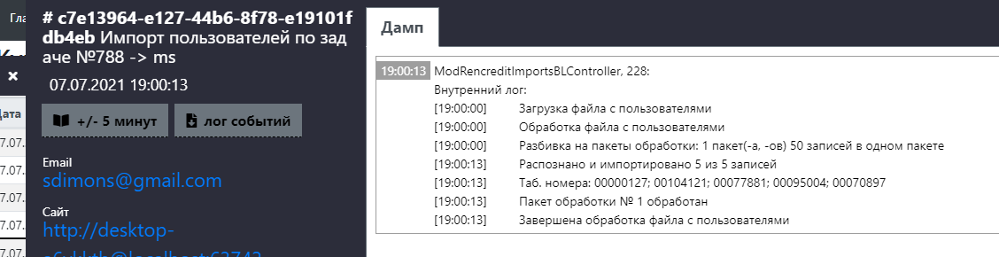 Гла
# c7e13964-e127-44b6-8f78-e19101f
db4eb Импорт пользователей по зад
аче №788 -> ms
07.07.2021 19:00:13
+/- 5 минут
лог событий
Email
sdimons@gmail.com
Сайт
http://desktop-
Дата
7.07.
7.07.
7.07.
7.07.
7.07.
Дамп
19:00:13 ModRencreditImportsBLController, 228:
Внутренний лог:
[19:00:00] Загрузка файла с пользователями
[19:00:00] Обработка файла с пользователями
[19:00:00] Разбивка на пакеты обработки: 1 пакет(-а, -ов) 50 записей в одном пакете
[19:00:13] Распознано и импортировано 5 из 5 записей
[19:00:13] Таб. номера: 00000127; 00104121; 00077881; 00095004; 00070897
[19:00:13] Пакет обработки № 1 обработан
[19:00:13] Завершена обработка файла с пользователями